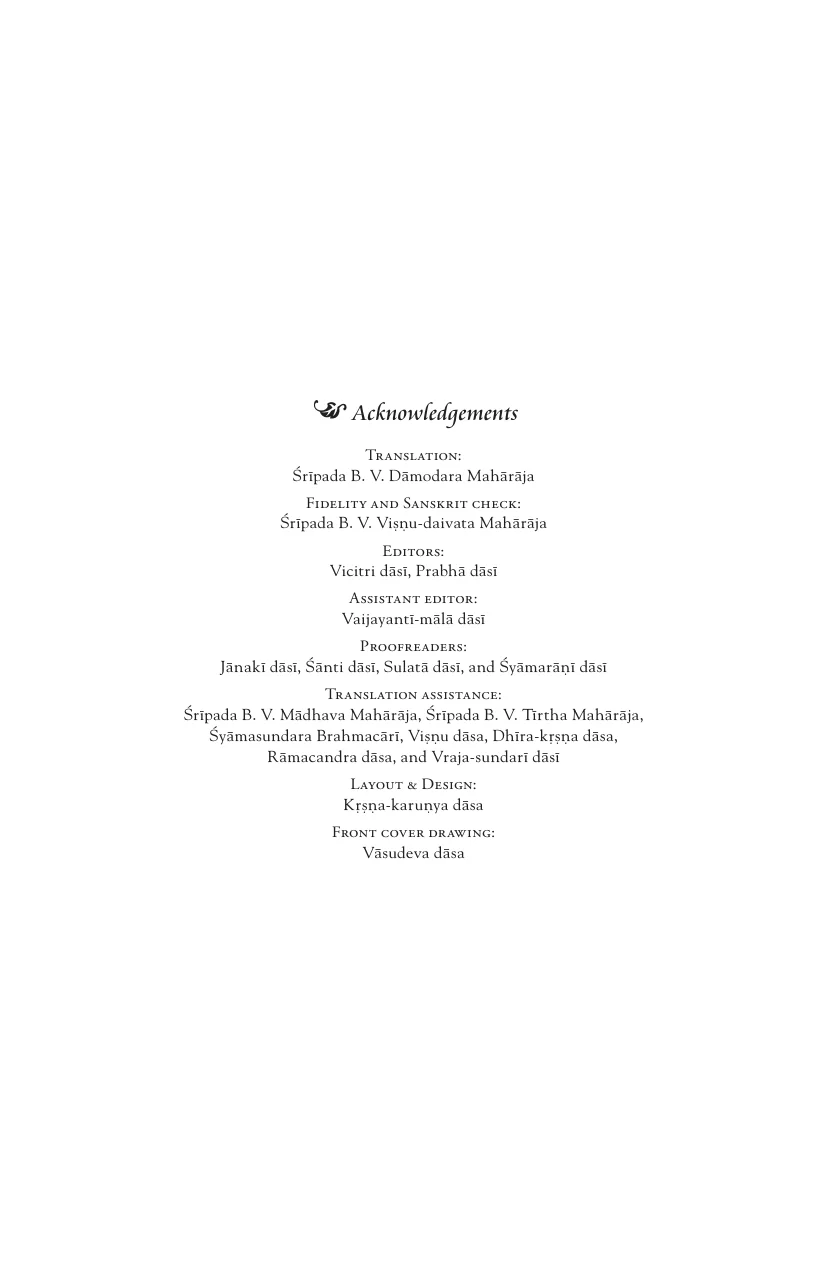 Acknowledgements
Translation:
Śrīpada B. V. Dāmodara Mahārāja
Fidelity and Sanskrit check:
Śrīpada B. V. Viṣṇu-daivata Mahārāja
Editors:
Vicitri dāsī, Prabhā dāsī
Assistant editor:
Vaijayantī-mālā dāsī
Proofreaders:
Jānakī dāsī, Śānti dāsī, Sulatā dāsī, and Śyāmarāṇī dāsī
Translation assistance:
Śrīpada B. V. Mādhava Mahārāja, Śrīpada B. V. Tīrtha Mahārāja,
Śyāmasundara Brahmacārī, Viṣṇu dāsa, Dhīra-kṛṣṇa dāsa,
Rāmacandra dāsa, and Vraja-sundarī dāsī
Layout & Design:
Kṛṣṇa-karuṇya dāsa
Front cover drawing:
Vāsudeva dāsa